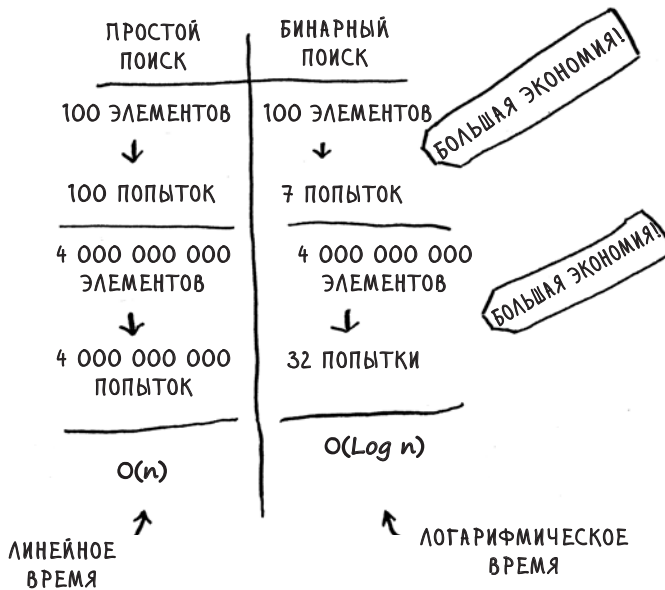 ПРОСТОЙ
ПОИСК
100 ЭЛЕМЕНТОВ
100 ПОПЫТОК
4 000 000 000
ЭЛЕМЕНТОВ
4 000 000 000
ПОПЫТОК
O(n)
ЛИНЕЙНОЕ
ВРЕМЯ
БИНАРНЫЙ
ПОИСК
100 ЭЛЕМЕНТОВ
7 ПОПЫТОК
4 000 000 000
ЭЛЕМЕНТОВ
32 ПОПЫТКИ
O(Log n)
ЛОГАРИФМИЧЕСКОЕ
ВРЕМЯ
БОЛЬШАЯ ЭКОНОМИЯ!
БОЛЬШАЯ ЭКОНОМИЯ!